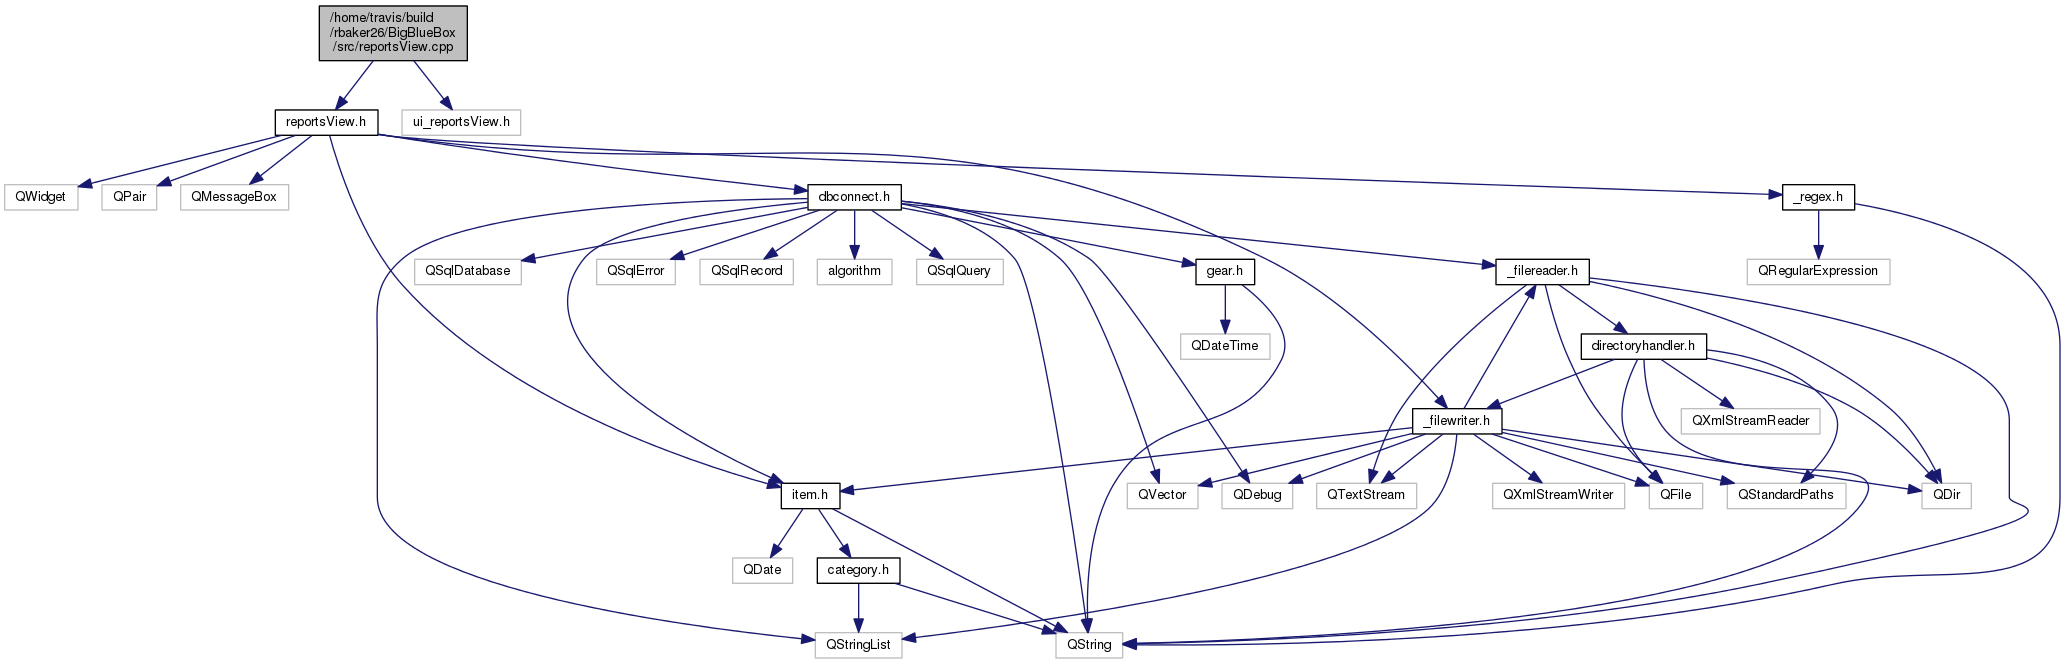 /home/travis/build
/rbaker26/BigBlueBox
/src/reportsView.cpp
reportsView.h
ui_reportsView.h
QWidget
QPair
QMessageBox
dbconnect.h
_regex.h
QSqlDatabase
QSqlError
QSqlRecord
algorithm
QSqlQuery
gear.h
_filereader.h
QRegularExpression
QDateTime
directoryhandler.h
_filewriter.h
QXmlStreamReader
item.h
QVector
QDebug
QTextStream
QXmlStreamWriter
QFile
QStandardPaths
QDir
QDate
category.h
QStringList
QString